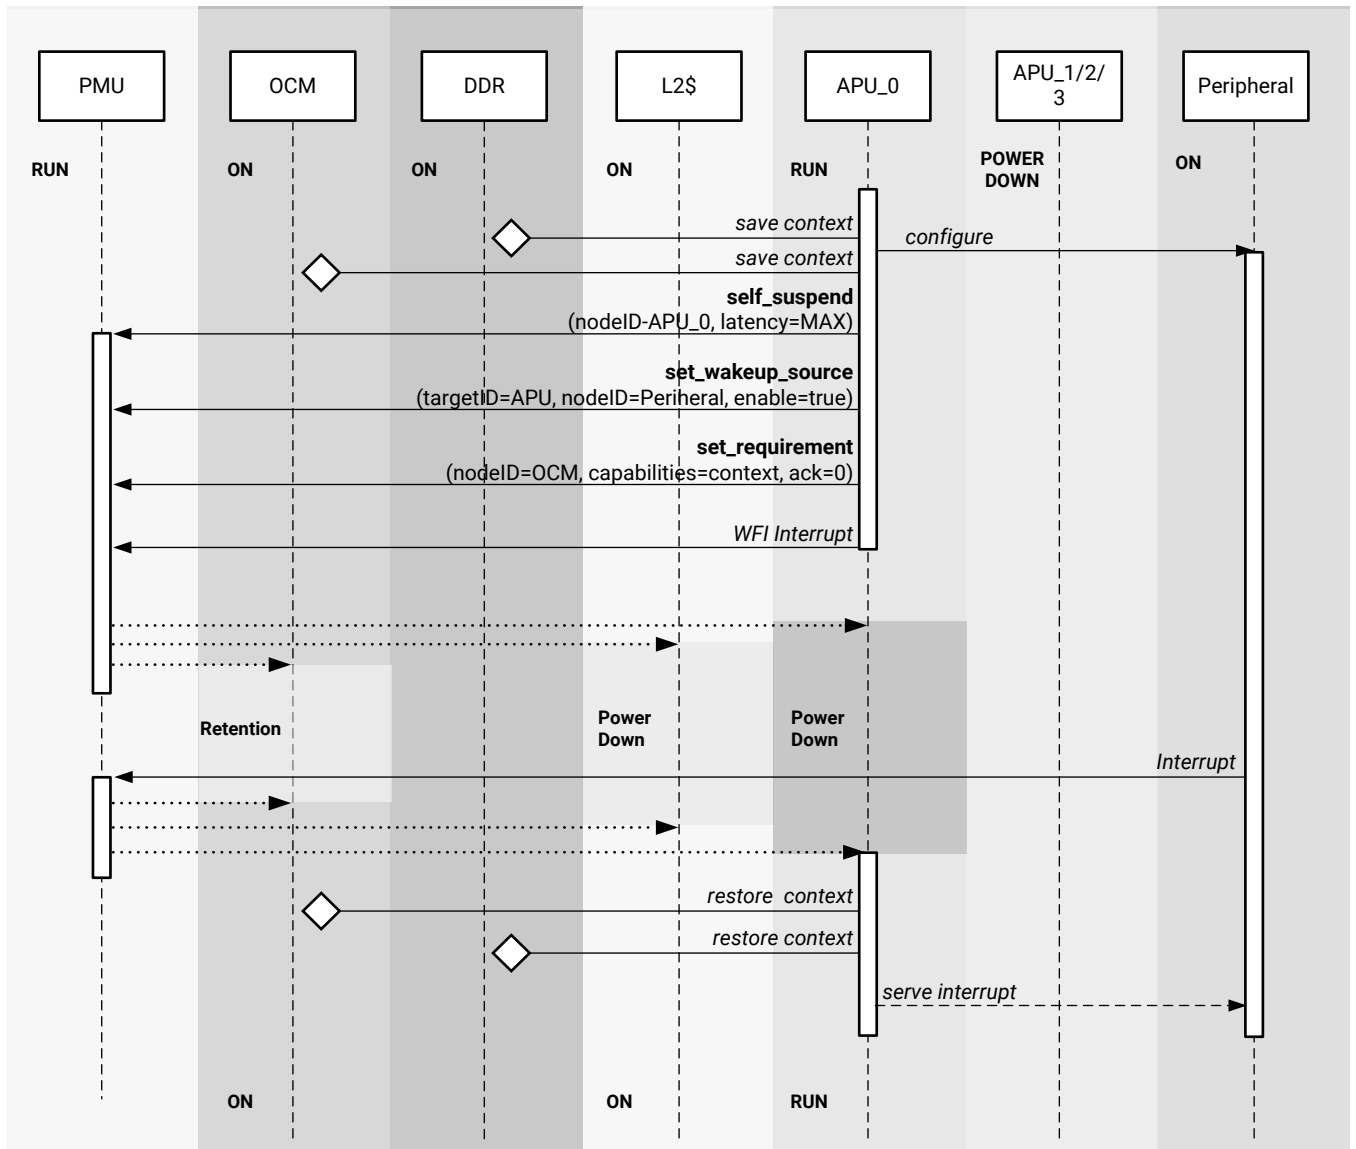 PMU
OCM
DDR
L2$
APU_0
APU_1/2/
3
Peripheral
RUN
ON
ON
ON
RUN
POWER
DOWN
ON
save context
configure
save context
self_suspend
(nodeID-APU_0, latency=MAX)
set_wakeup_source
(targetID=APU, nodeID=Periheral, enable=true)
set_requirement
(nodeID=OCM, capabilities=context, ack=0)
WFI Interrupt
Retention
Power
Down
Power
Down
Interrupt
restore context
restore context
serve interrupt
ON
ON
RUN